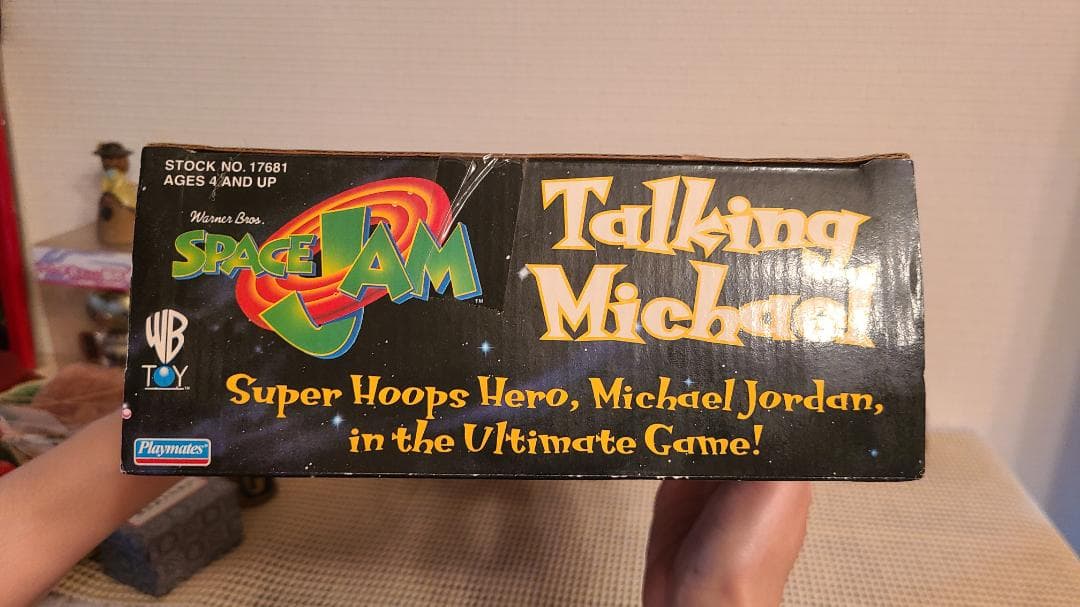 STOCK NO. 17681
AGES 4 AND UP
Warner Bros.
SPACE JAM
TM
Talking
Michael
WB
TOY
Super Hoops Hero, Michael Jordan,
in the Ultimate Game!
Playmates